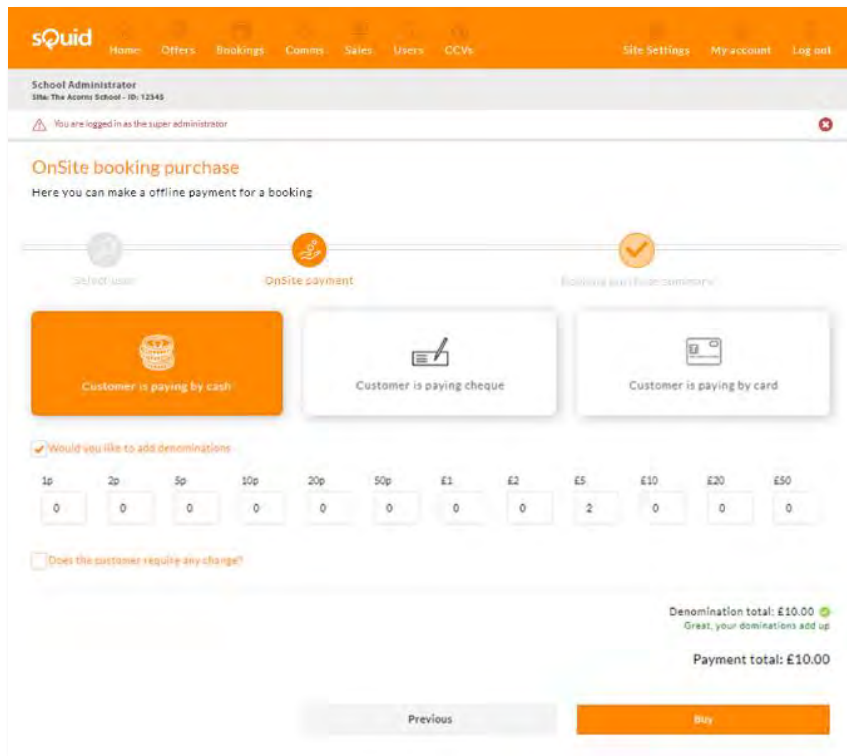 sQuid
Home Offers Bookings Comms Sales Users CCVs Site Settings My account Log out
School Administrator
Site: The Acorns School - ID: 12345
You are logged in as the super administrator
OnSite booking purchase
Here you can make a offline payment for a booking
Select user OnSite payment Booking purchase summary
Customer is paying by cash Customer is paying cheque Customer is paying by card
Would you like to add denominations
1p 2p 5p 10p 20p 50p £1 £2 £5 £10 £20 £50
0 0 0 0 0 0 0 0 2 0 0 0
Does the customer require any change?
Denomination total: £10.00
Great, your dominations add up
Payment total: £10.00
Previous Buy